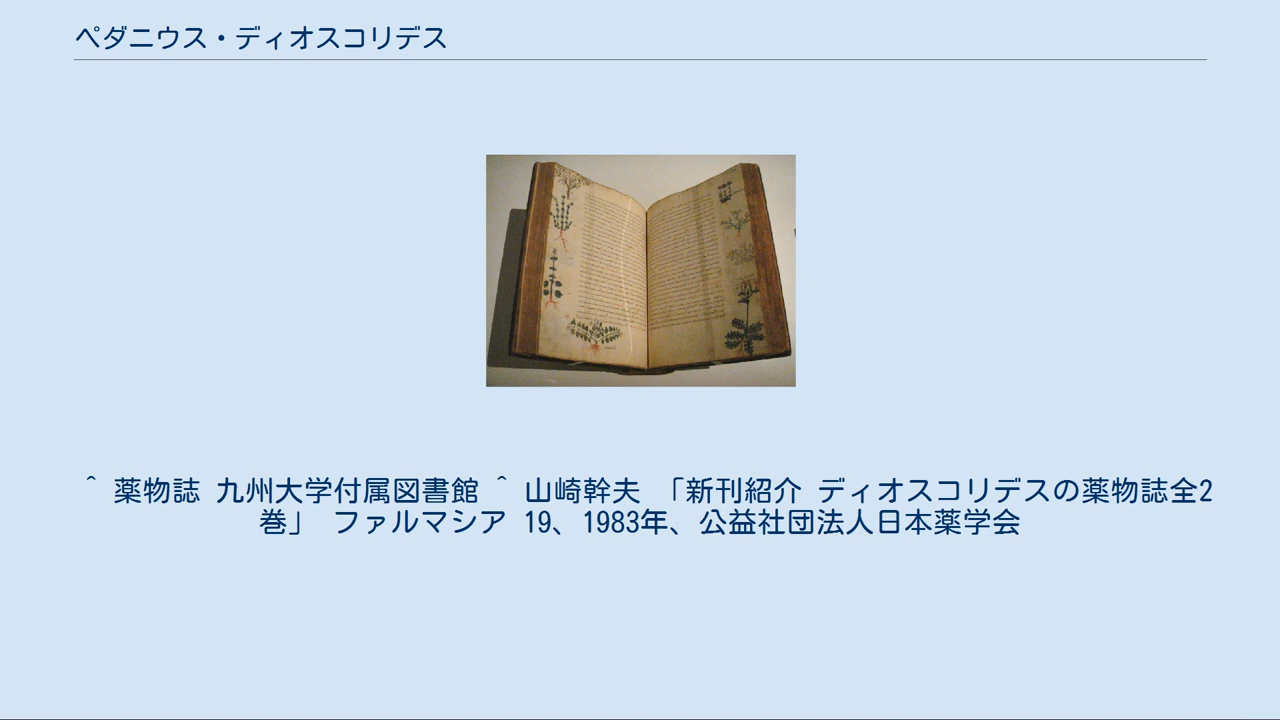 ペダニウス・ディオスコリデス
^ 薬物誌 九州大学付属図書館 ^ 山崎幹夫 「新刊紹介 ディオスコリデスの薬物誌全2
巻」 ファルマシア 19、1983年、公益社団法人日本薬学会